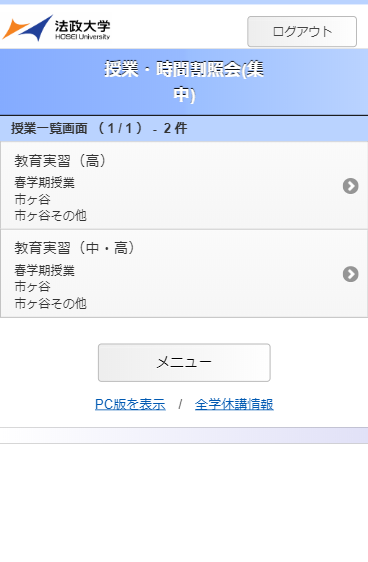 法政大学
HOSEI University
ログアウト
授業・時間割照会(集
中)
授業一覧画面 （ 1 / 1 ） - 2 件
教育実習（高）
春学期授業
市ヶ谷
市ヶ谷その他
教育実習（中・高）
春学期授業
市ヶ谷
市ヶ谷その他
メニュー
PC版を表示 / 全学休講情報